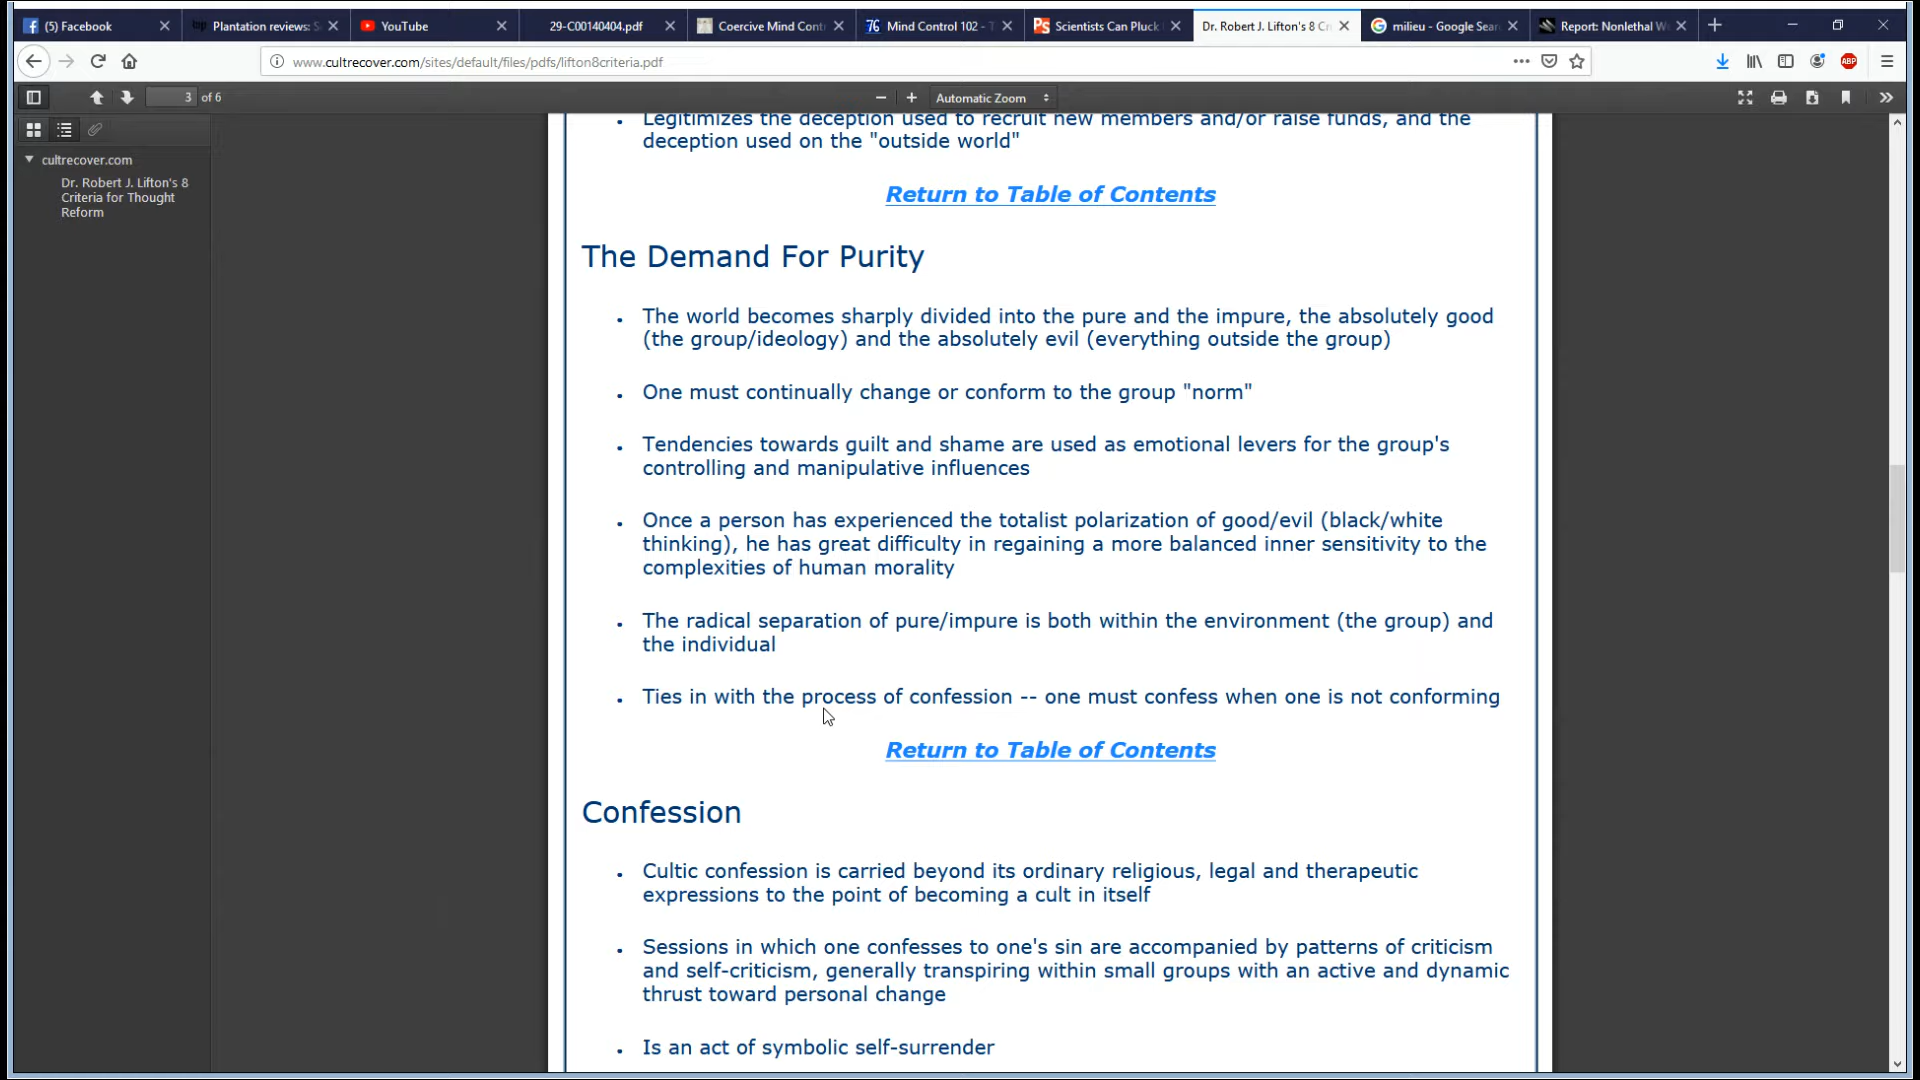 (5) Facebook
Plantation reviews: S
YouTube
29-C00140404.pdf
Coercive Mind Cont
Mind Control 102 - T
Scientists Can Pluck
Dr. Robert J. Lifton's 8 Cr
milieu - Google Sear
Report: Nonlethal W
www.cultrecover.com/sites/default/files/pdfs/lifton8criteria.pdf
ABP
3 of 6
Automatic Zoom
cultrecover.com
Dr. Robert J. Lifton's 8
Criteria for Thought
Reform
Legitimizes the deception used to recruit new members and/or raise funds, and the
deception used on the "outside world"
Return to Table of Contents
The Demand For Purity
• The world becomes sharply divided into the pure and the impure, the absolutely good
(the group/ideology) and the absolutely evil (everything outside the group)
• One must continually change or conform to the group "norm"
• Tendencies towards guilt and shame are used as emotional levers for the group's
controlling and manipulative influences
• Once a person has experienced the totalist polarization of good/evil (black/white
thinking), he has great difficulty in regaining a more balanced inner sensitivity to the
complexities of human morality
• The radical separation of pure/impure is both within the environment (the group) and
the individual
• Ties in with the process of confession -- one must confess when one is not conforming
Return to Table of Contents
Confession
• Cultic confession is carried beyond its ordinary religious, legal and therapeutic
expressions to the point of becoming a cult in itself
• Sessions in which one confesses to one's sin are accompanied by patterns of criticism
and self-criticism, generally transpiring within small groups with an active and dynamic
thrust toward personal change
• Is an act of symbolic self-surrender